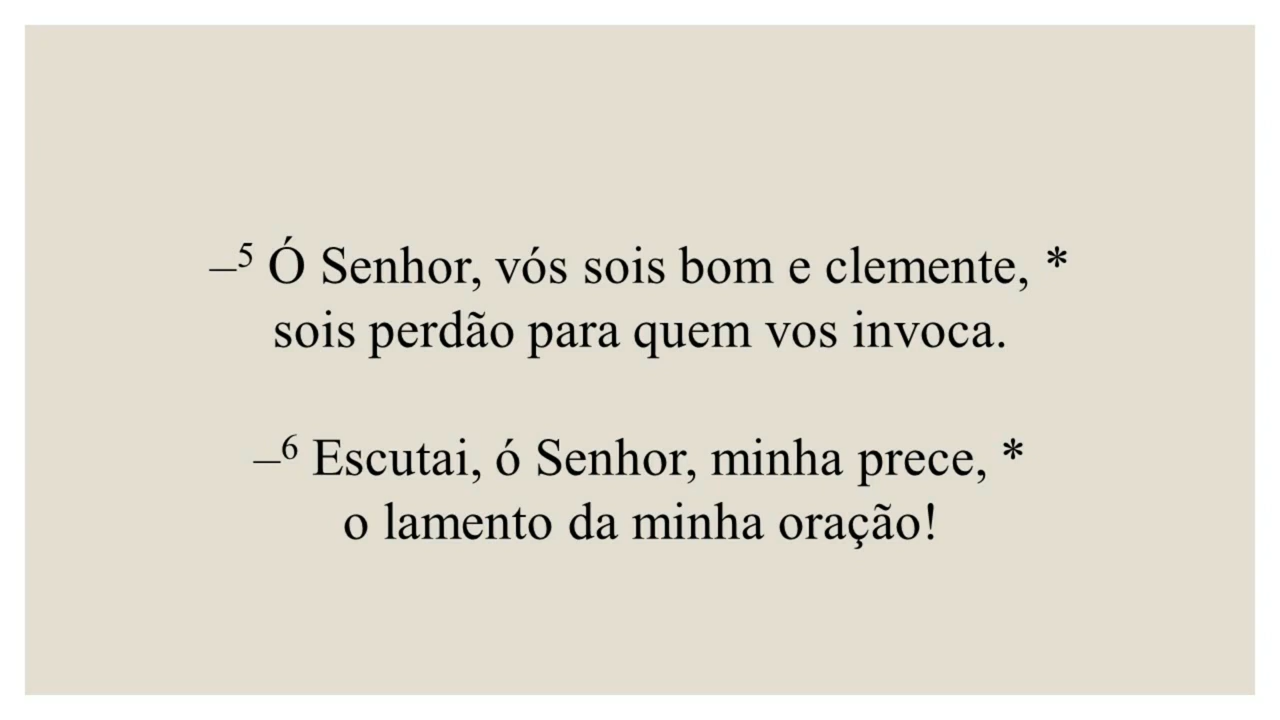 –⁵ Ó Senhor, vós sois bom e clemente, *
sois perdão para quem vos invoca.
–⁶ Escutai, ó Senhor, minha prece, *
o lamento da minha oração!